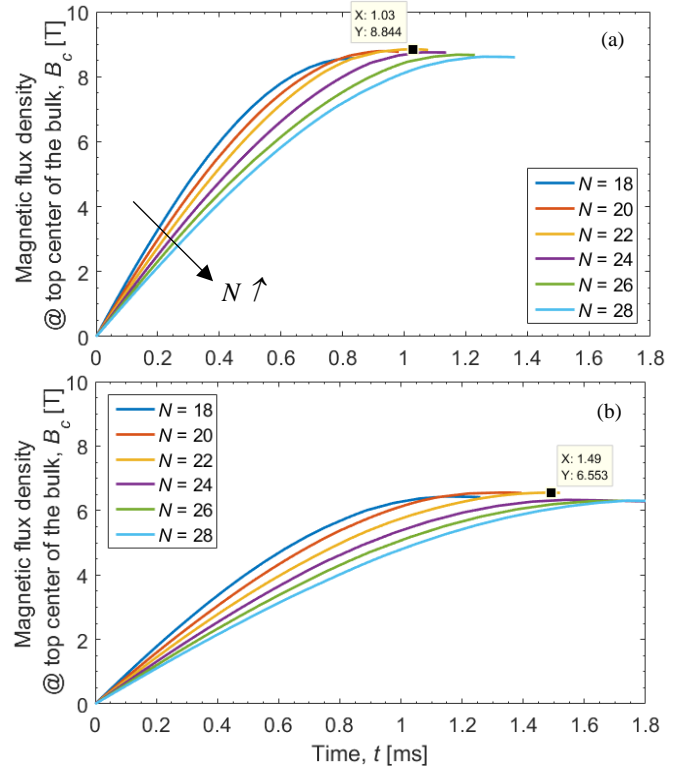 X: 1.03
Y: 8.844
(a)
Magnetic flux density
@ top center of the bulk, B_c [T]
10
8
6
4
2
0
N ↑
N = 18
N = 20
N = 22
N = 24
N = 26
N = 28
0 0.2 0.4 0.6 0.8 1 1.2 1.4 1.6 1.8
(b)
Magnetic flux density
@ top center of the bulk, B_c [T]
10
8
6
4
2
0
N = 18
N = 20
N = 22
N = 24
N = 26
N = 28
X: 1.49
Y: 6.553
0 0.2 0.4 0.6 0.8 1 1.2 1.4 1.6 1.8
Time, t [ms]